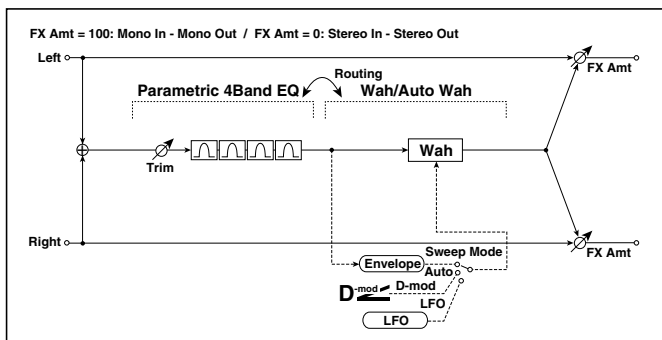 FX Amt = 100: Mono In - Mono Out / FX Amt = 0: Stereo In - Stereo Out
Left
FX Amt
Routing
Parametric 4Band EQ
Wah/Auto Wah
Trim
Wah
Right
FX Amt
Sweep Mode
Envelope
Auto
D-mod
D-mod
LFO
LFO